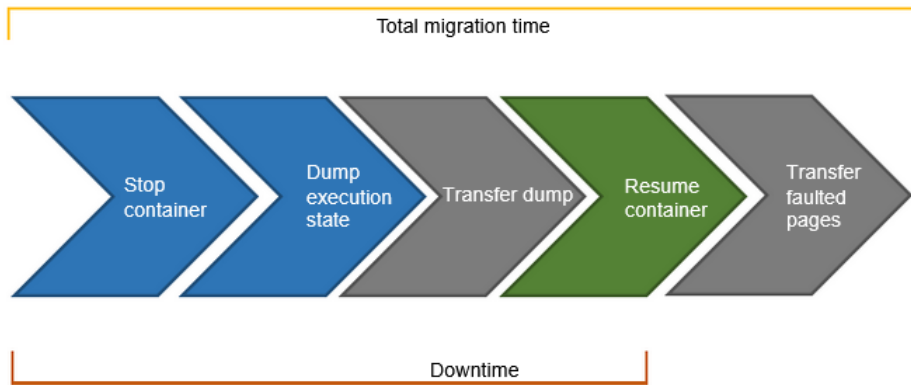 Total migration time
Stop
container
Dump
execution
state
Transfer dump
Resume
container
Transfer
faulted
pages
Downtime